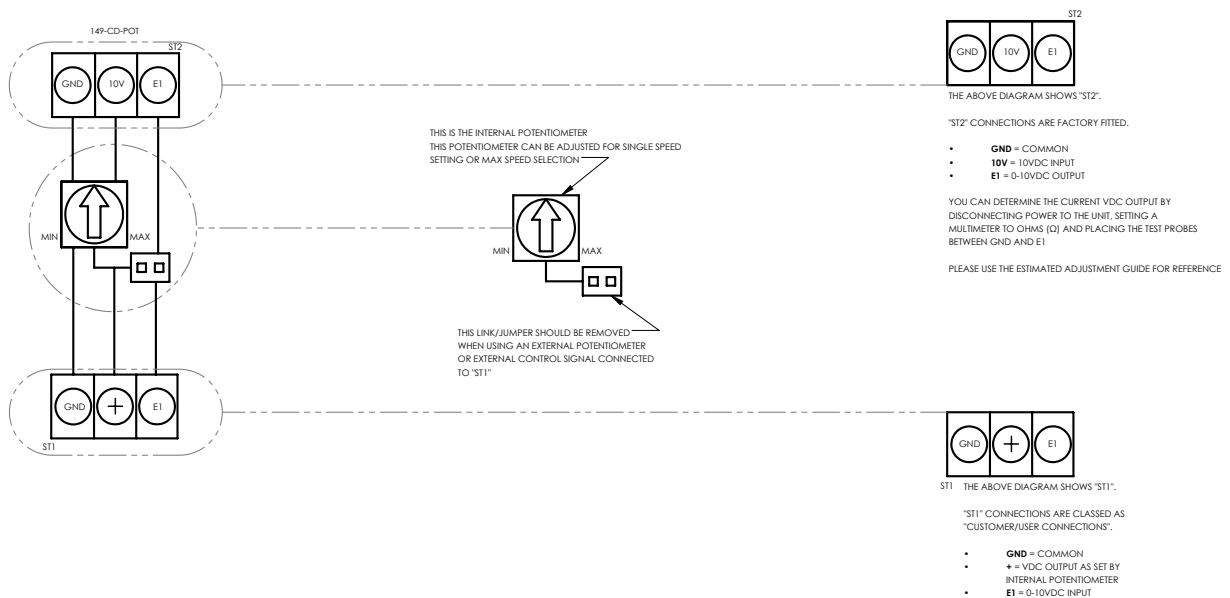 149-CD-POT
ST2
GND 10V E1
MIN MAX
GND + E1
ST1
THIS IS THE INTERNAL POTENTIOMETER
THIS POTENTIOMETER CAN BE ADJUSTED FOR SINGLE SPEED
SETTING OR MAX SPEED SELECTION
MIN MAX
THIS LINK/JUMPER SHOULD BE REMOVED
WHEN USING AN EXTERNAL POTENTIOMETER
OR EXTERNAL CONTROL SIGNAL CONNECTED
TO "ST1"
ST2
GND 10V E1
THE ABOVE DIAGRAM SHOWS "ST2".
"ST2" CONNECTIONS ARE FACTORY FITTED.
• GND = COMMON
• 10V = 10VDC INPUT
• E1 = 0-10VDC OUTPUT
YOU CAN DETERMINE THE CURRENT VDC OUTPUT BY
DISCONNECTING POWER TO THE UNIT, SETTING A
MULTIMETER TO OHMS (Ω) AND PLACING THE TEST PROBES
BETWEEN GND AND E1
PLEASE USE THE ESTIMATED ADJUSTMENT GUIDE FOR REFERENCE
GND + E1
ST1 THE ABOVE DIAGRAM SHOWS "ST1".
"ST1" CONNECTIONS ARE CLASSED AS
"CUSTOMER/USER CONNECTIONS".
• GND = COMMON
• + = VDC OUTPUT AS SET BY
INTERNAL POTENTIOMETER
• E1 = 0-10VDC INPUT